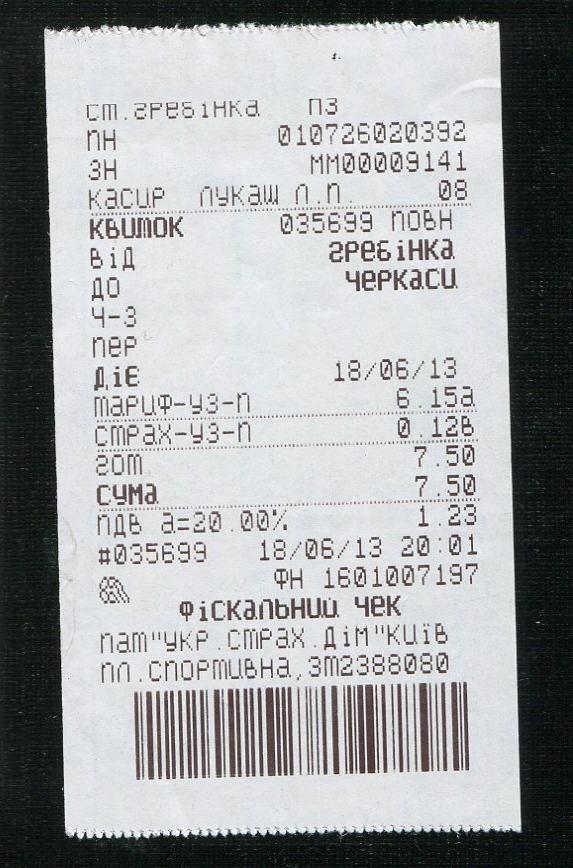 ст.гребінка пз
ПН 010726020392
ЗН ММ00009141
касир Лукаш Л.П. 08
квиток 035699 ПОВН
від гребінка
до черкаси
Ч-З
пер
діє 18/06/13
тариф-УЗ-П 6.15а
страх-УЗ-П 0.12в
гот 7.50
сума 7.50
ПДВ а=20.00% 1.23
#035699 18/06/13 20:01
ФН 1601007197
фіскальний чек
ПАТ"УКР.СТРАХ.ДІМ"КИЇВ
ПЛ.СПОРТИВНА,3т2388080